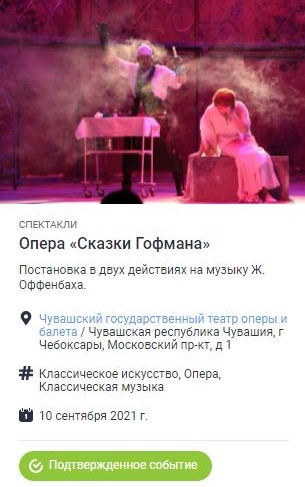 СПЕКТАКЛИ
Опера «Сказки Гофмана»
Постановка в двух действиях на музыку Ж.
Оффенбаха.
Чувашский государственный театр оперы и
балета / Чувашская республика Чувашия, г
Чебоксары, Московский пр-кт, д 1
Классическое искусство, Опера,
Классическая музыка
10 сентября 2021 г.
Подтвержденное событие